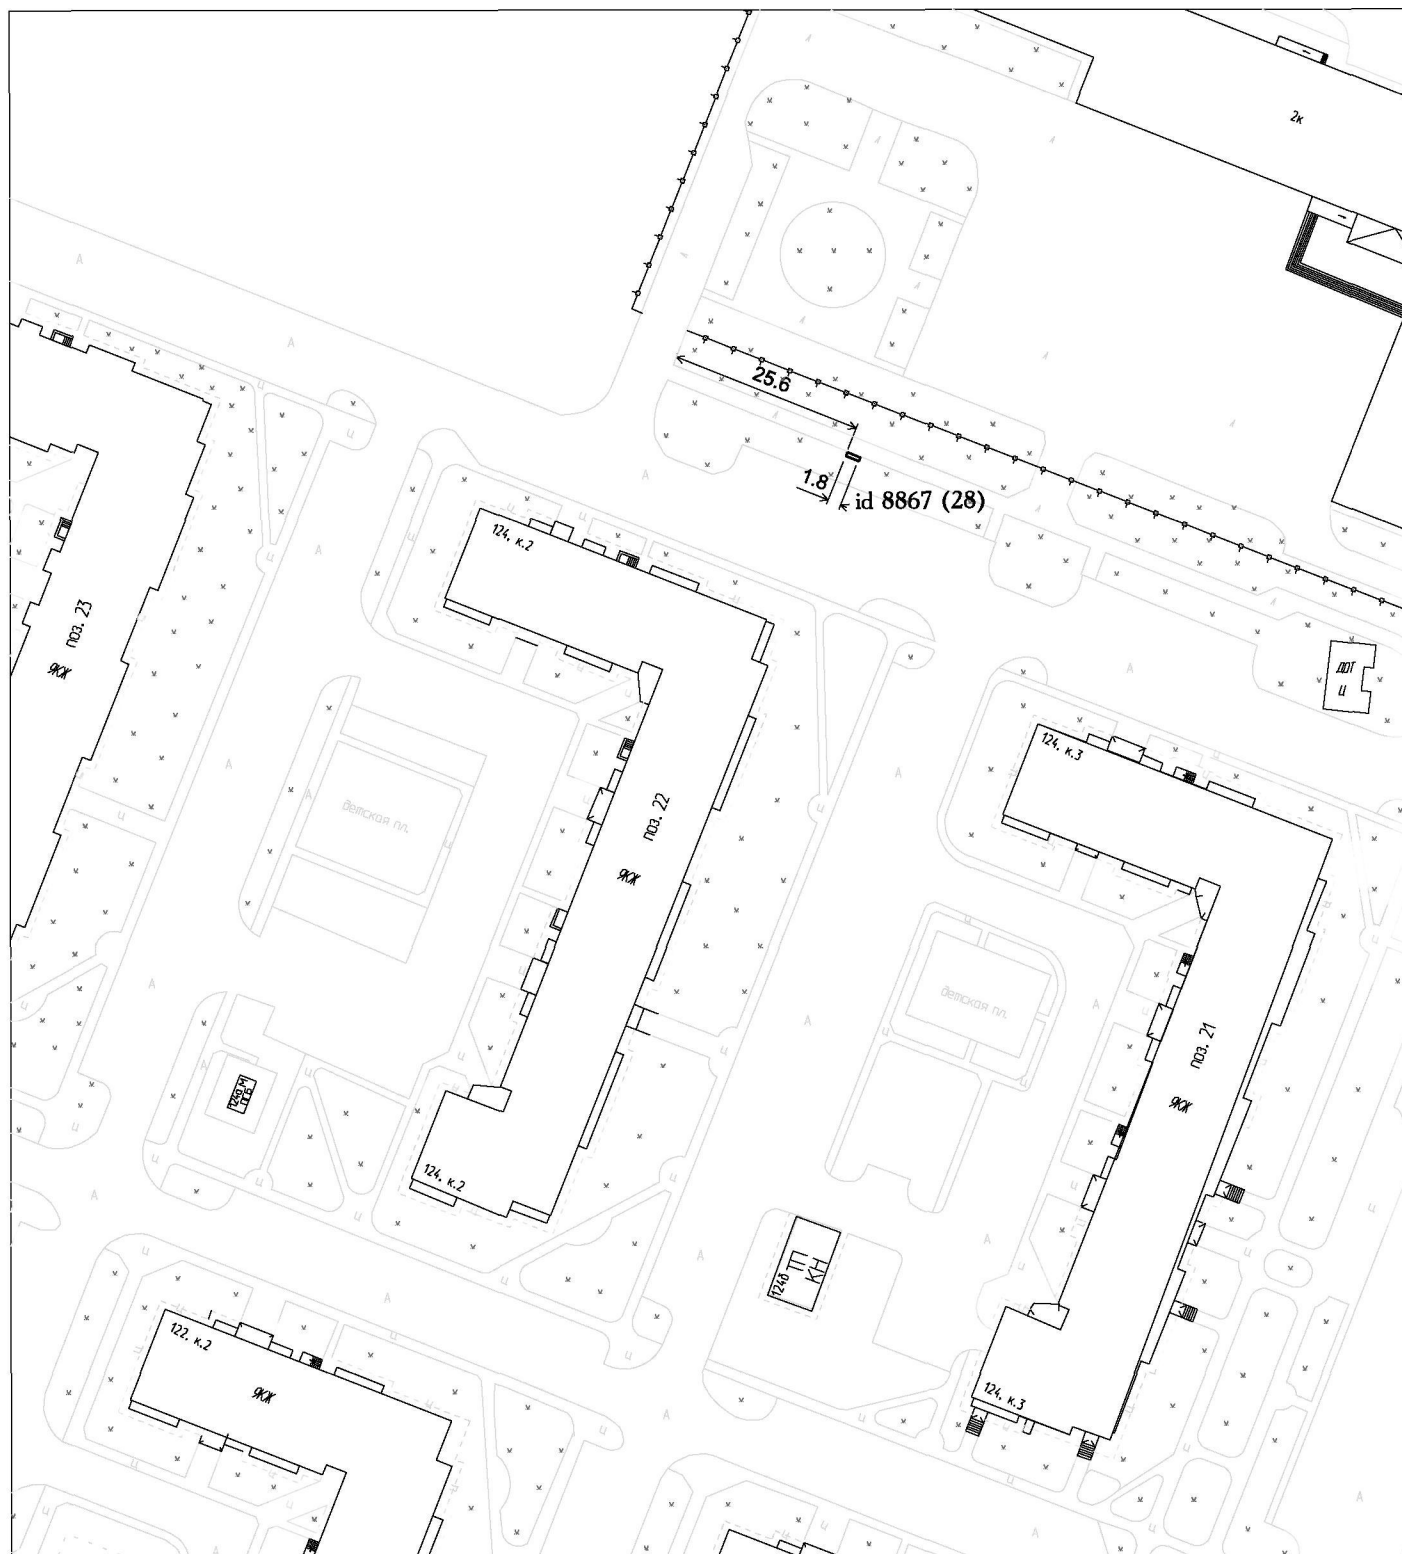 2к
25.6
1.8
id 8867 (28)
124, к.2
поз. 23
ЯКЖ
ДОТ
Ц
124, к.3
детская пл.
поз. 22
ЯКЖ
детская пл.
поз. 21
ЯКЖ
124, к.2
124б
ТП
КН
122, к.2
ЯКЖ
124, к.3